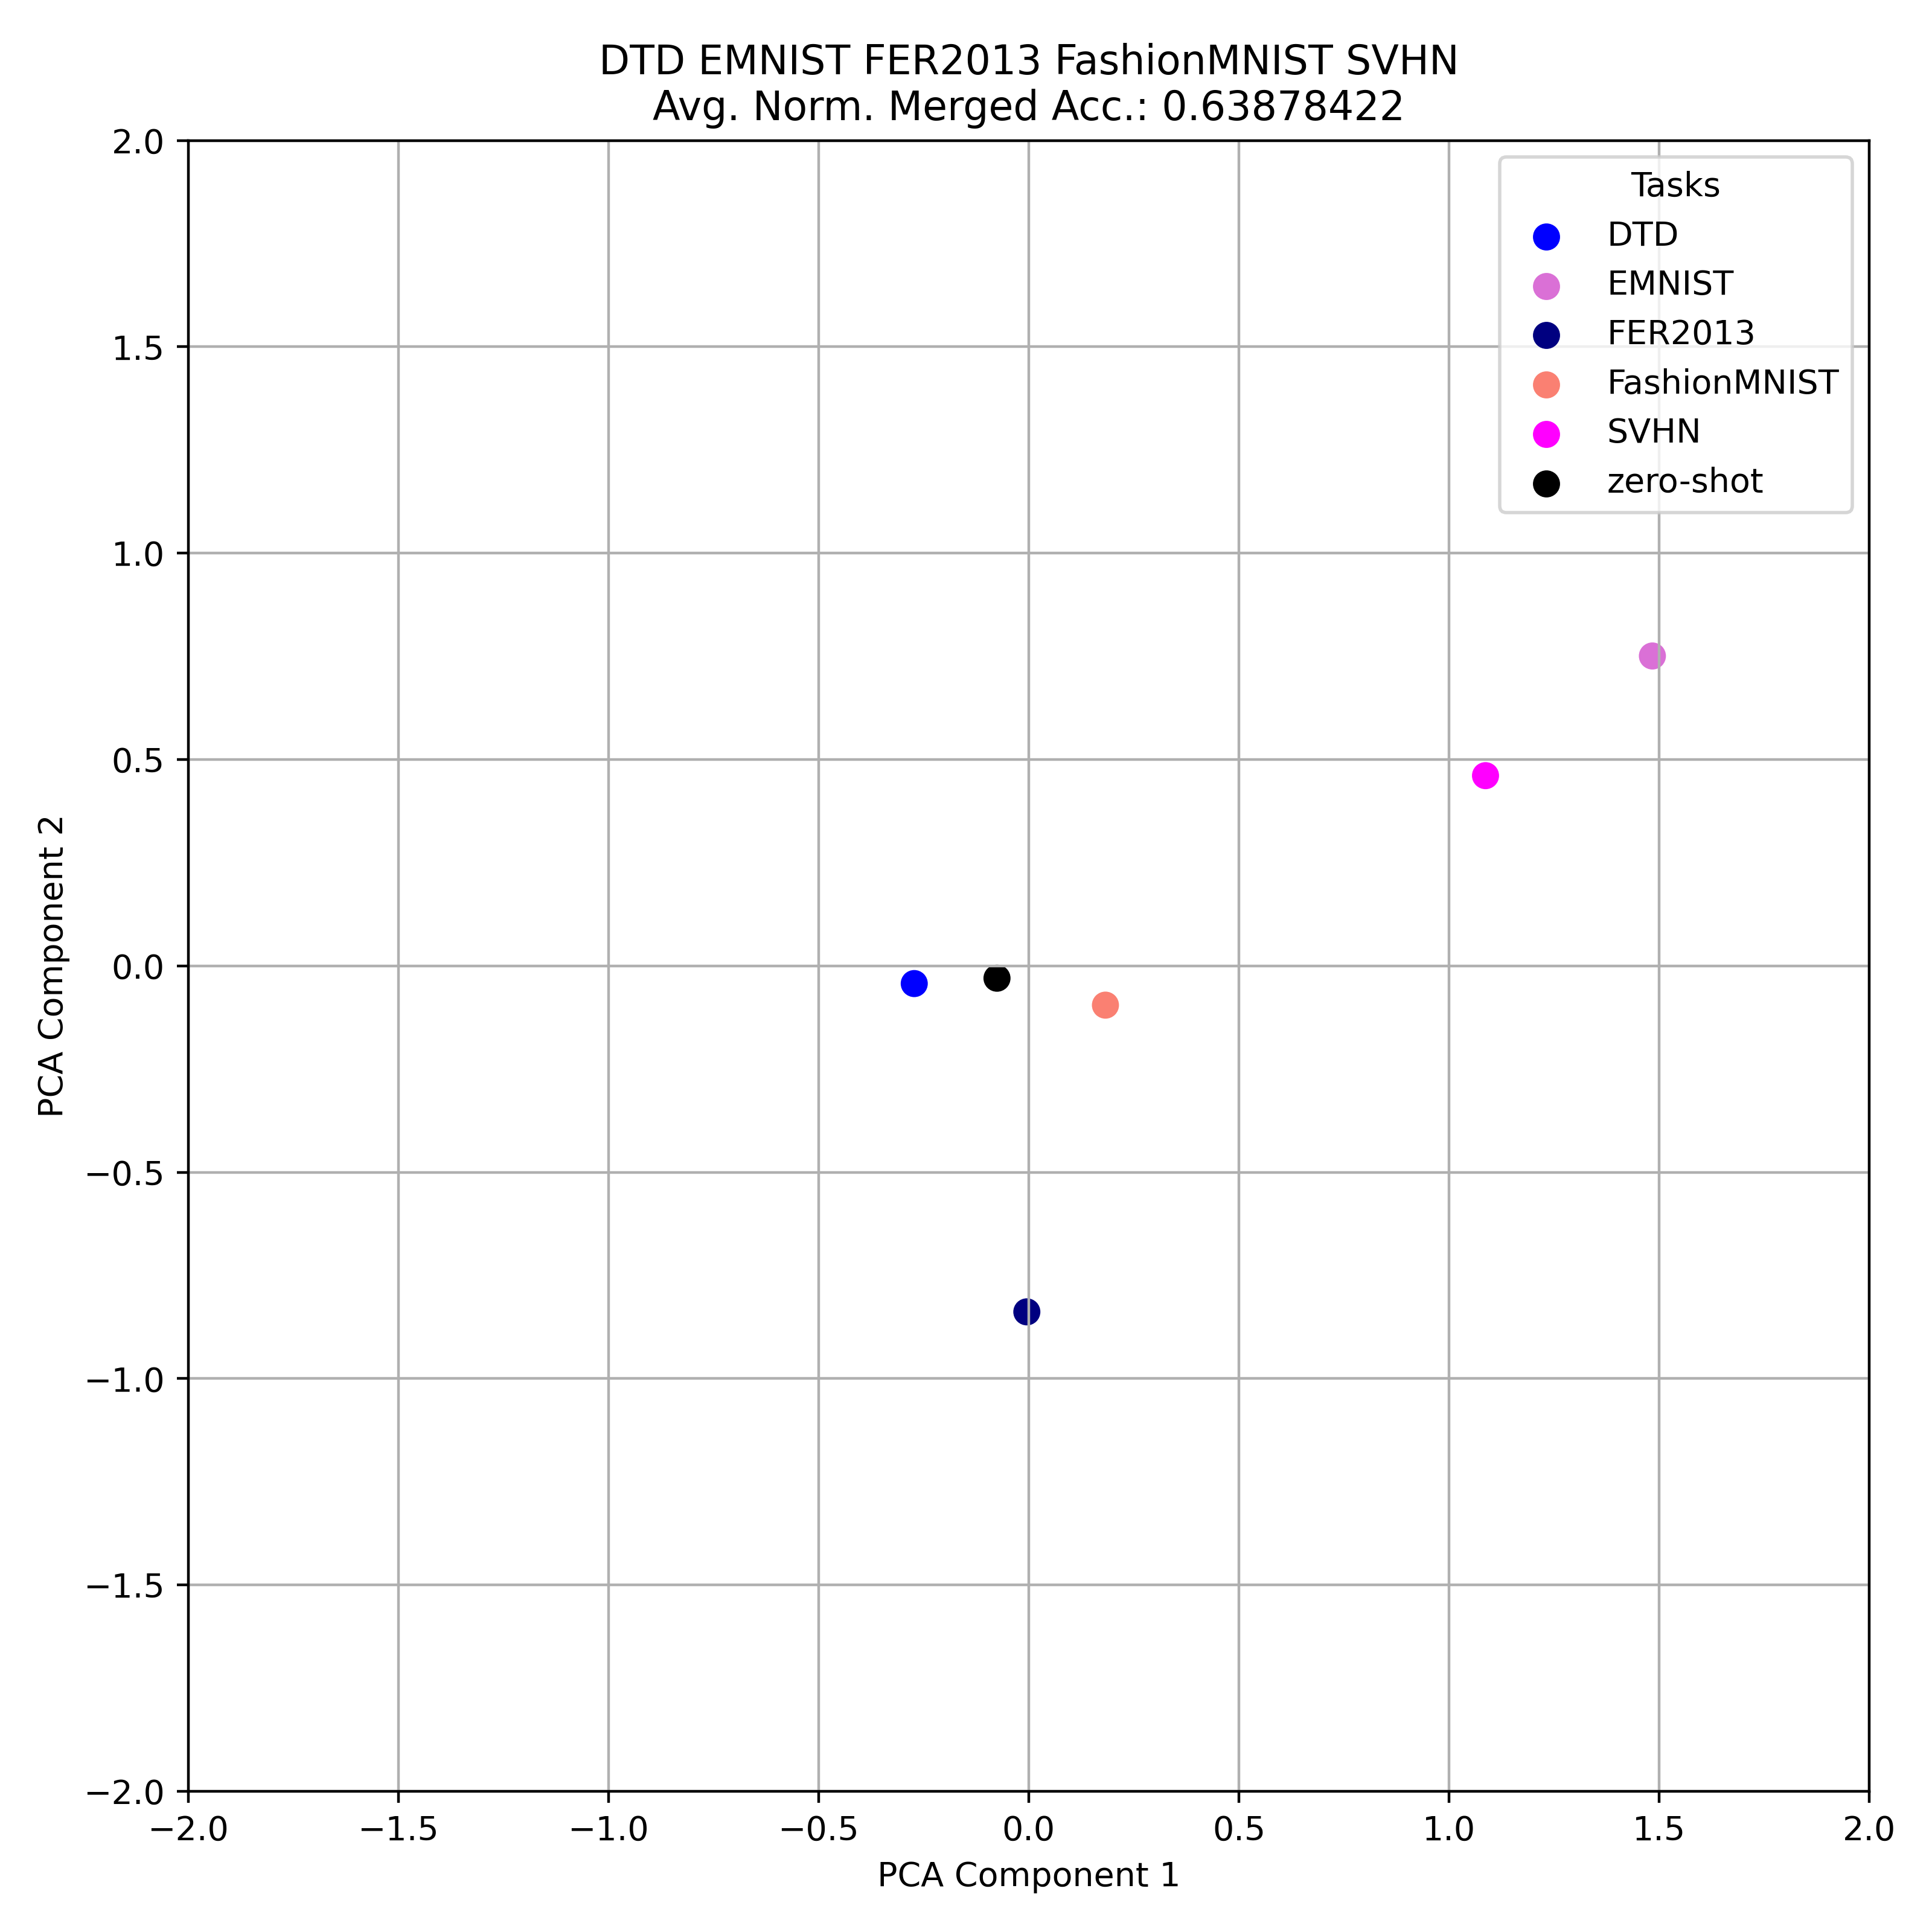 DTD EMNIST FER2013 FashionMNIST SVHN
Avg. Norm. Merged Acc.: 0.63878422
Tasks
DTD
EMNIST
FER2013
FashionMNIST
SVHN
zero-shot
PCA Component 2
2.0
1.5
1.0
0.5
0.0
−0.5
−1.0
−1.5
−2.0
−2.0 −1.5 −1.0 −0.5 0.0 0.5 1.0 1.5 2.0
PCA Component 1